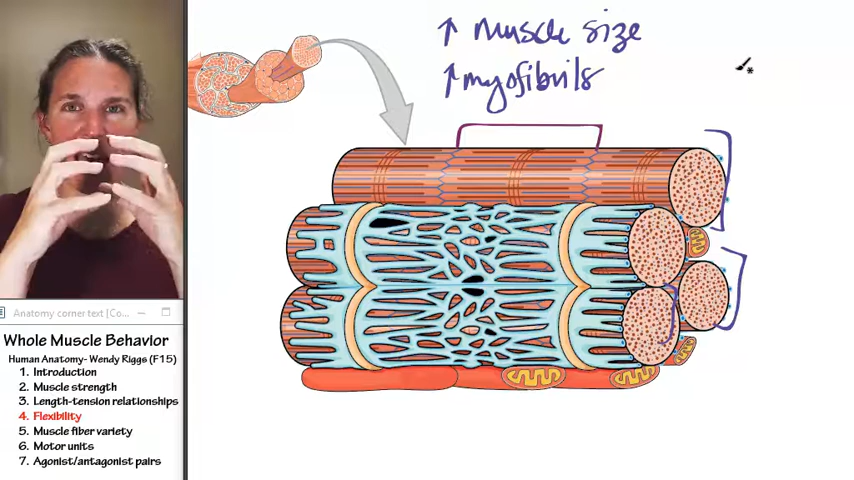 ↑ muscle size
↑ myofibrils
Anatomy corner text [Co...
Whole Muscle Behavior
Human Anatomy- Wendy Riggs (F15)
1. Introduction
2. Muscle strength
3. Length-tension relationships
4. Flexibility
5. Muscle fiber variety
6. Motor units
7. Agonist/antagonist pairs